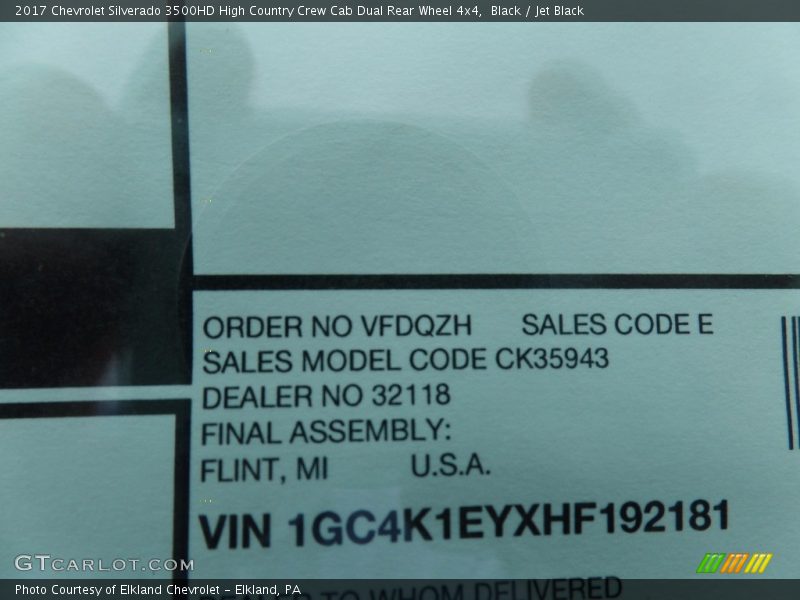 2017 Chevrolet Silverado 3500HD High Country Crew Cab Dual Rear Wheel 4x4,  Black / Jet Black
ORDER NO VFDQZH SALES CODE E
SALES MODEL CODE CK35943
DEALER NO 32118
FINAL ASSEMBLY:
FLINT, MI U.S.A.
VIN 1GC4K1EYXHF192181
GTCARLOT.COM
TO WHOM DELIVERED
Photo Courtesy of Elkland Chevrolet – Elkland, PA